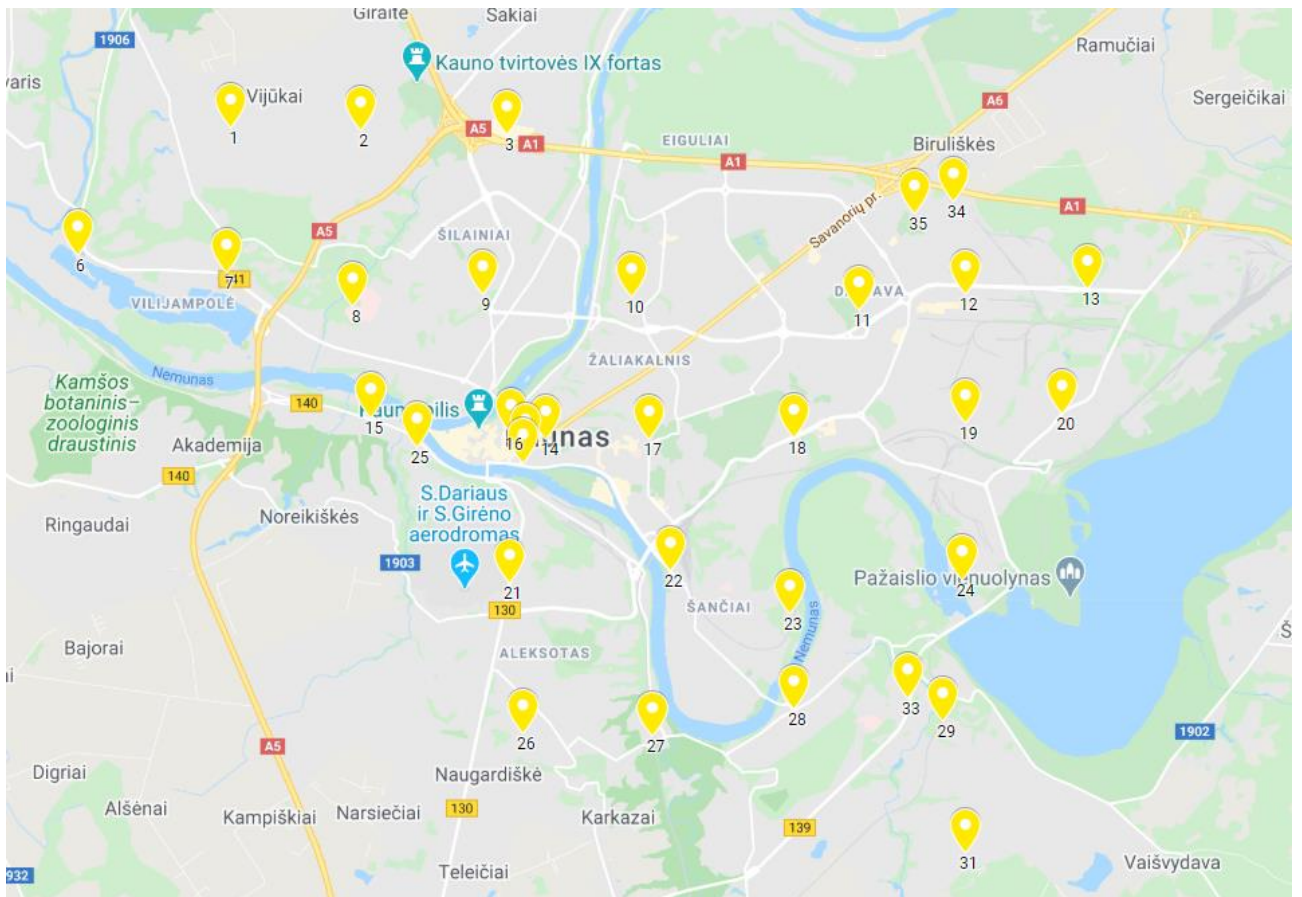 Giraitė
Sakiai
1906
Ramučiai
varis
Kauno tvirtovės IX fortas
Vijūkai
Sergeičikai
A6
1
2
3
A5
A1
EIGULIAI
A1
Biruliškės
Savanorių pr.
35
34
A1
A5
ŠILAINIAI
6
7
141
VILIJAMPOLĖ
8
9
10
11
12
13
ŽALIAKALNIS
Nemunas
Kamšos
botaninis–
zoologinis
draustinis
140
15
Akademija
25
16
14
17
18
19
20
140
S.Dariaus
ir S.Girėno
aerodromas
Ringaudai
Noreikiškės
1903
21
22
Pažaislio vienuolynas
24
130
ŠANČIAI
23
Nemunas
Š
Bajorai
ALEKSOTAS
28
33
29
A5
26
27
1902
Digriai
Naugardiškė
Alšėnai
Kampiškiai
Narsiečiai
130
Karkazai
139
31
Vaišvydava
Teleičiai
932